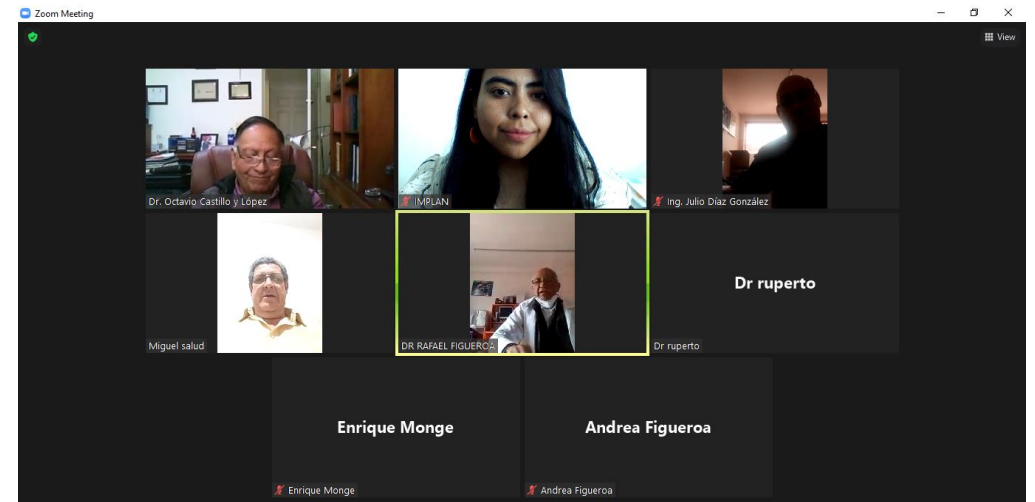 Zoom Meeting
View
Dr. Octavio Castillo y López
IMPLAN
Ing. Julio Díaz González
Miguel salud
DR RAFAEL FIGUEROA
Dr ruperto
Dr ruperto
Enrique Monge
Enrique Monge
Andrea Figueroa
Andrea Figueroa